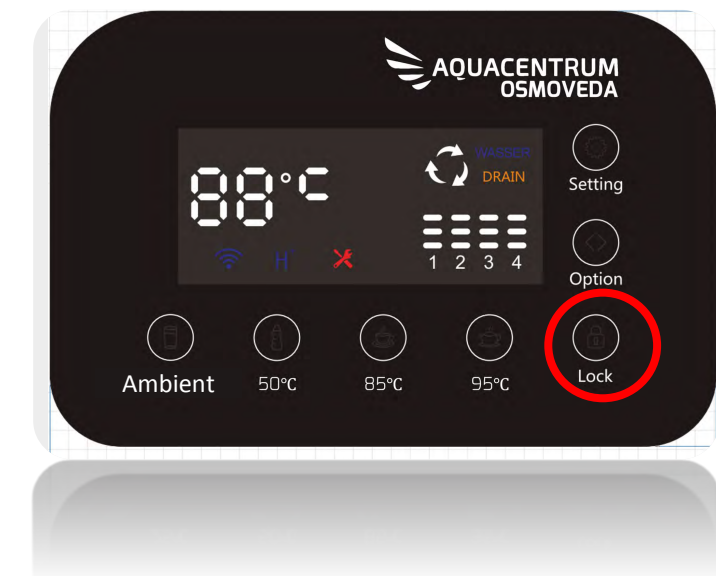 AQUACENTRUM
OSMOVEDA
88°C
WASSER
DRAIN
H
1 2 3 4
Setting
Option
Ambient
50°C
85°C
95°C
Lock